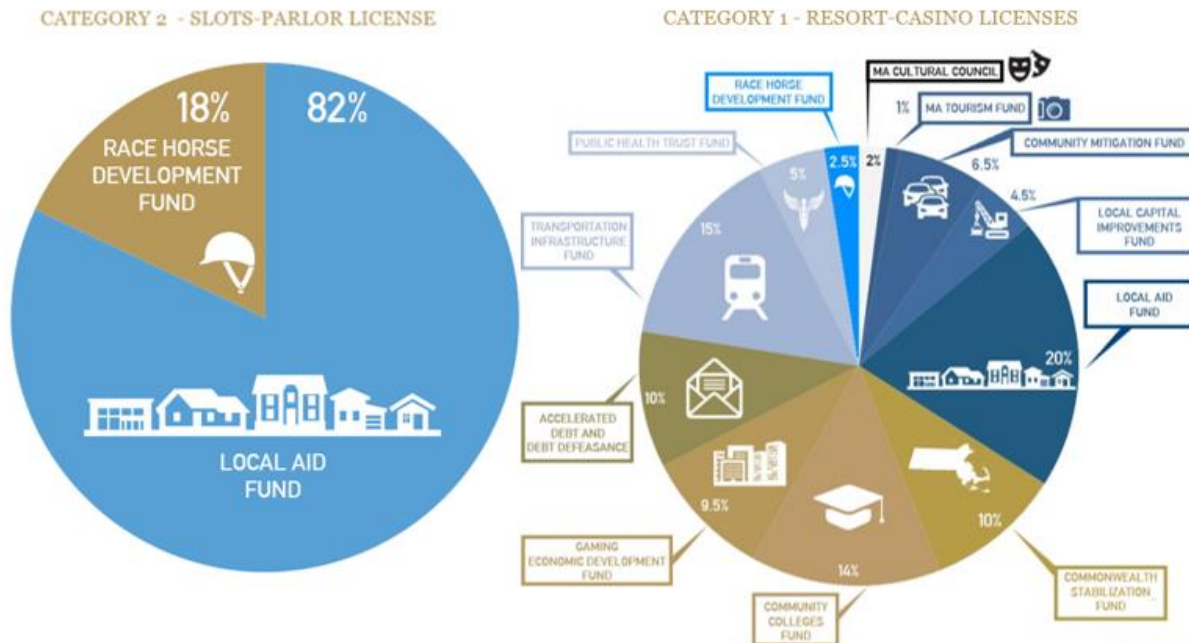 CATEGORY 2 - SLOTS-PARLOR LICENSE
18%
82%
RACE HORSE
DEVELOPMENT
FUND
LOCAL AID
FUND
CATEGORY 1 - RESORT-CASINO LICENSES
RACE HORSE
DEVELOPMENT FUND
MA CULTURAL COUNCIL
1%
MA TOURISM FUND
PUBLIC HEALTH TRUST FUND
COMMUNITY MITIGATION FUND
5%
2.5%
2%
6.5%
4.5%
TRANSPORTATION
INFRASTRUCTURE
FUND
15%
LOCAL CAPITAL
IMPROVEMENTS
FUND
LOCAL AID
FUND
20%
10%
ACCELERATED
DEBT AND
DEBT DEFEASANCE
9.5%
10%
GAMING
ECONOMIC DEVELOPMENT
FUND
14%
COMMUNITY
COLLEGES
FUND
COMMONWEALTH
STABILIZATION
FUND